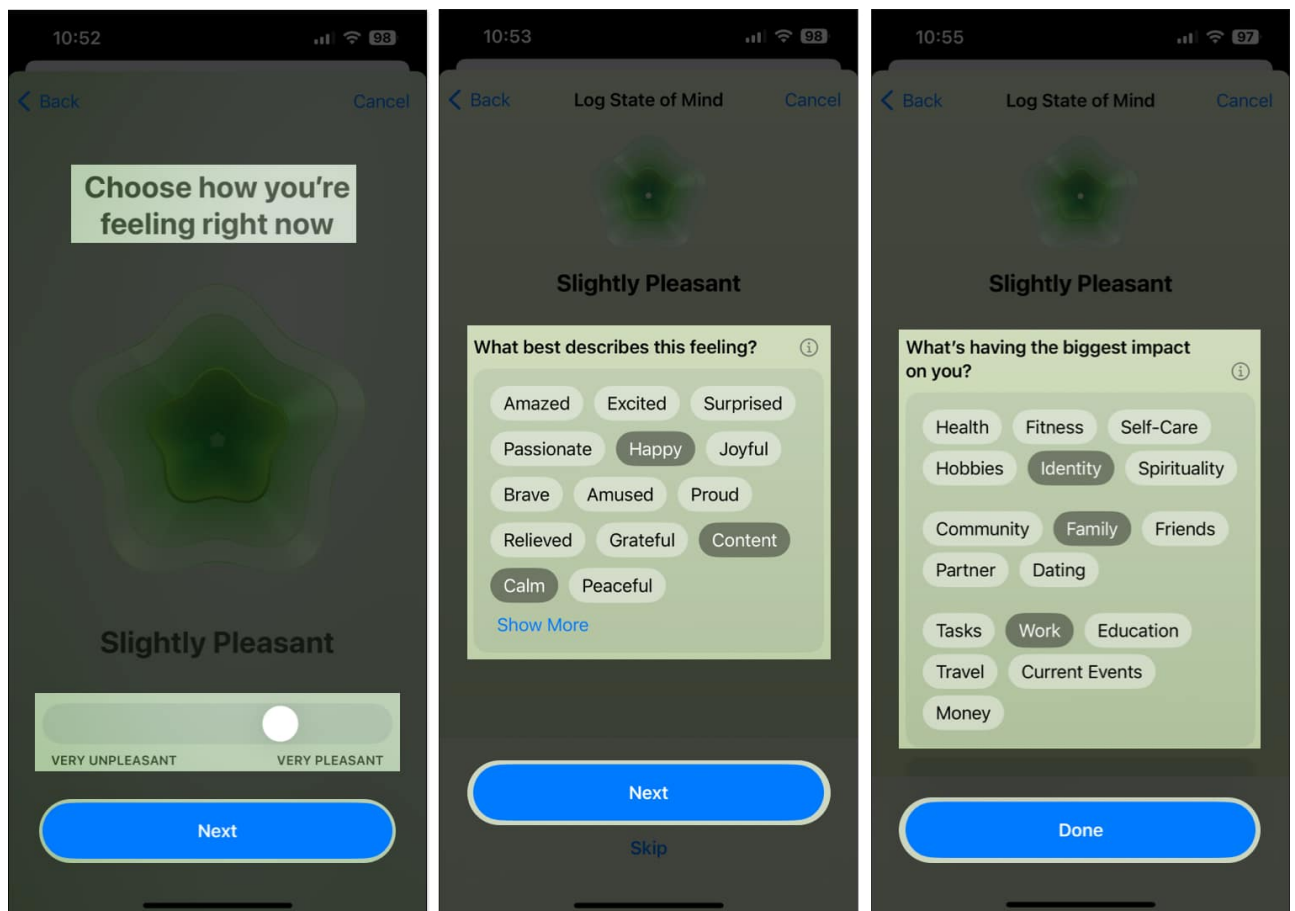 10:52
98
Back
Cancel
Choose how you're
feeling right now
Slightly Pleasant
VERY UNPLEASANT
VERY PLEASANT
Next
10:53
98
Back
Log State of Mind
Cancel
Slightly Pleasant
What best describes this feeling?
Amazed
Excited
Surprised
Passionate
Happy
Joyful
Brave
Amused
Proud
Relieved
Grateful
Content
Calm
Peaceful
Show More
Next
Skip
10:55
97
Back
Log State of Mind
Cancel
Slightly Pleasant
What's having the biggest impact
on you?
Health
Fitness
Self-Care
Hobbies
Identity
Spirituality
Community
Family
Friends
Partner
Dating
Tasks
Work
Education
Travel
Current Events
Money
Done